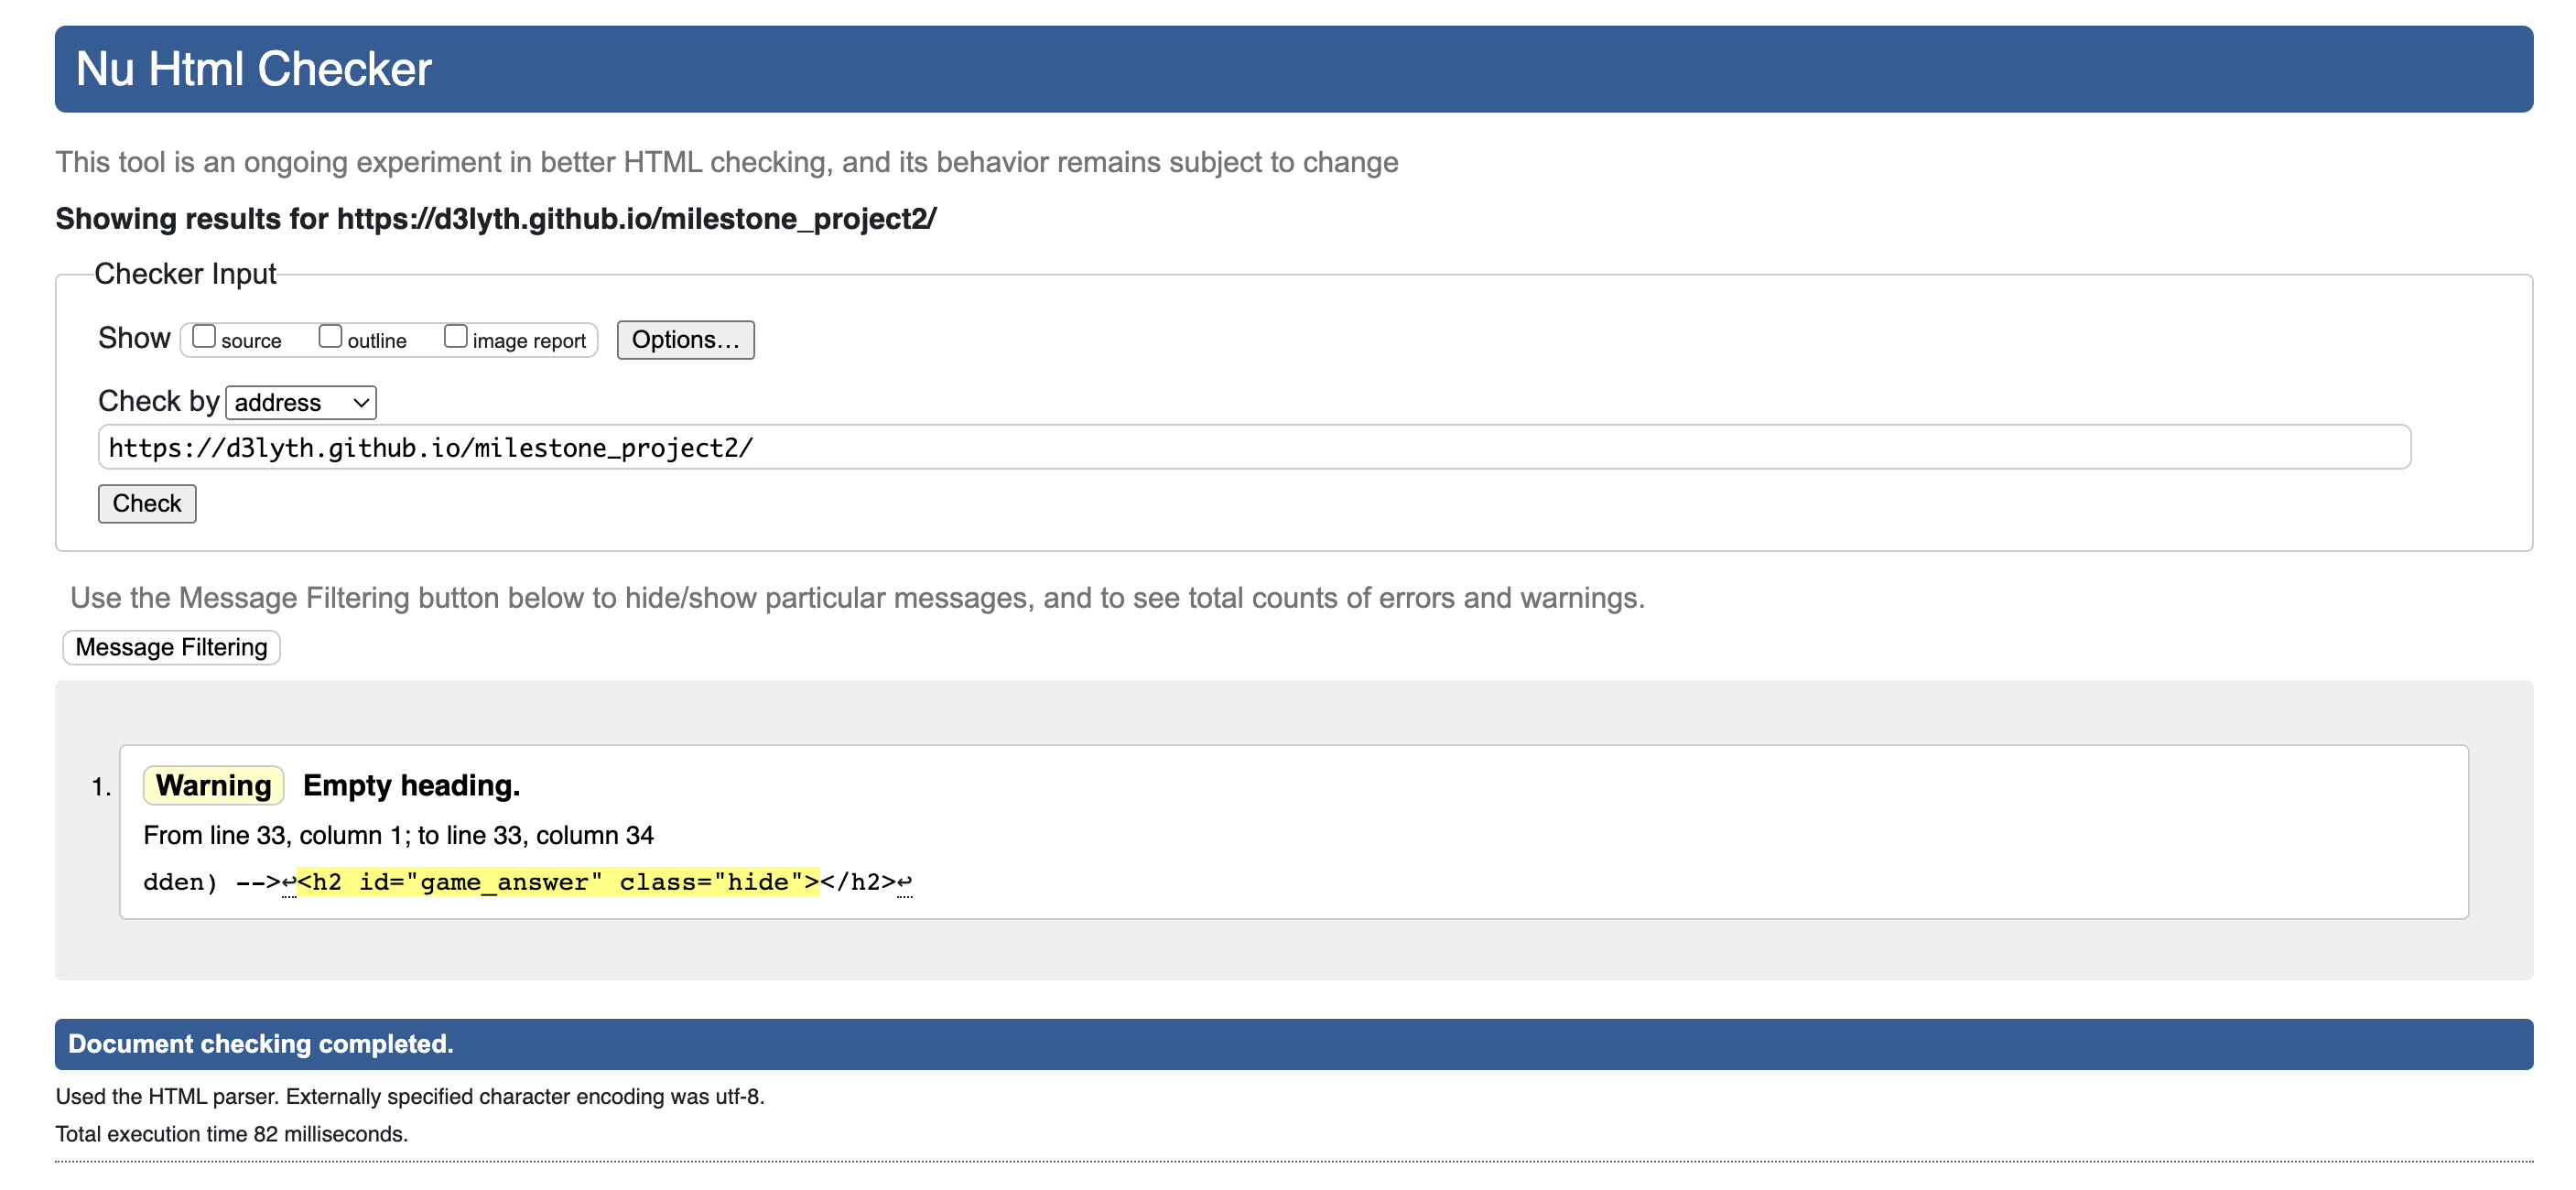 Nu Html Checker
This tool is an ongoing experiment in better HTML checking, and its behavior remains subject to change
Showing results for https://d3lyth.github.io/milestone_project2/
Checker Input
Show source outline image report Options...
Check by address
https://d3lyth.github.io/milestone_project2/
Check
Use the Message Filtering button below to hide/show particular messages, and to see total counts of errors and warnings.
Message Filtering
1. Warning Empty heading.
From line 33, column 1; to line 33, column 34
dden) -->↩<h2 id="game_answer" class="hide"></h2>↩
Document checking completed.
Used the HTML parser. Externally specified character encoding was utf-8.
Total execution time 82 milliseconds.